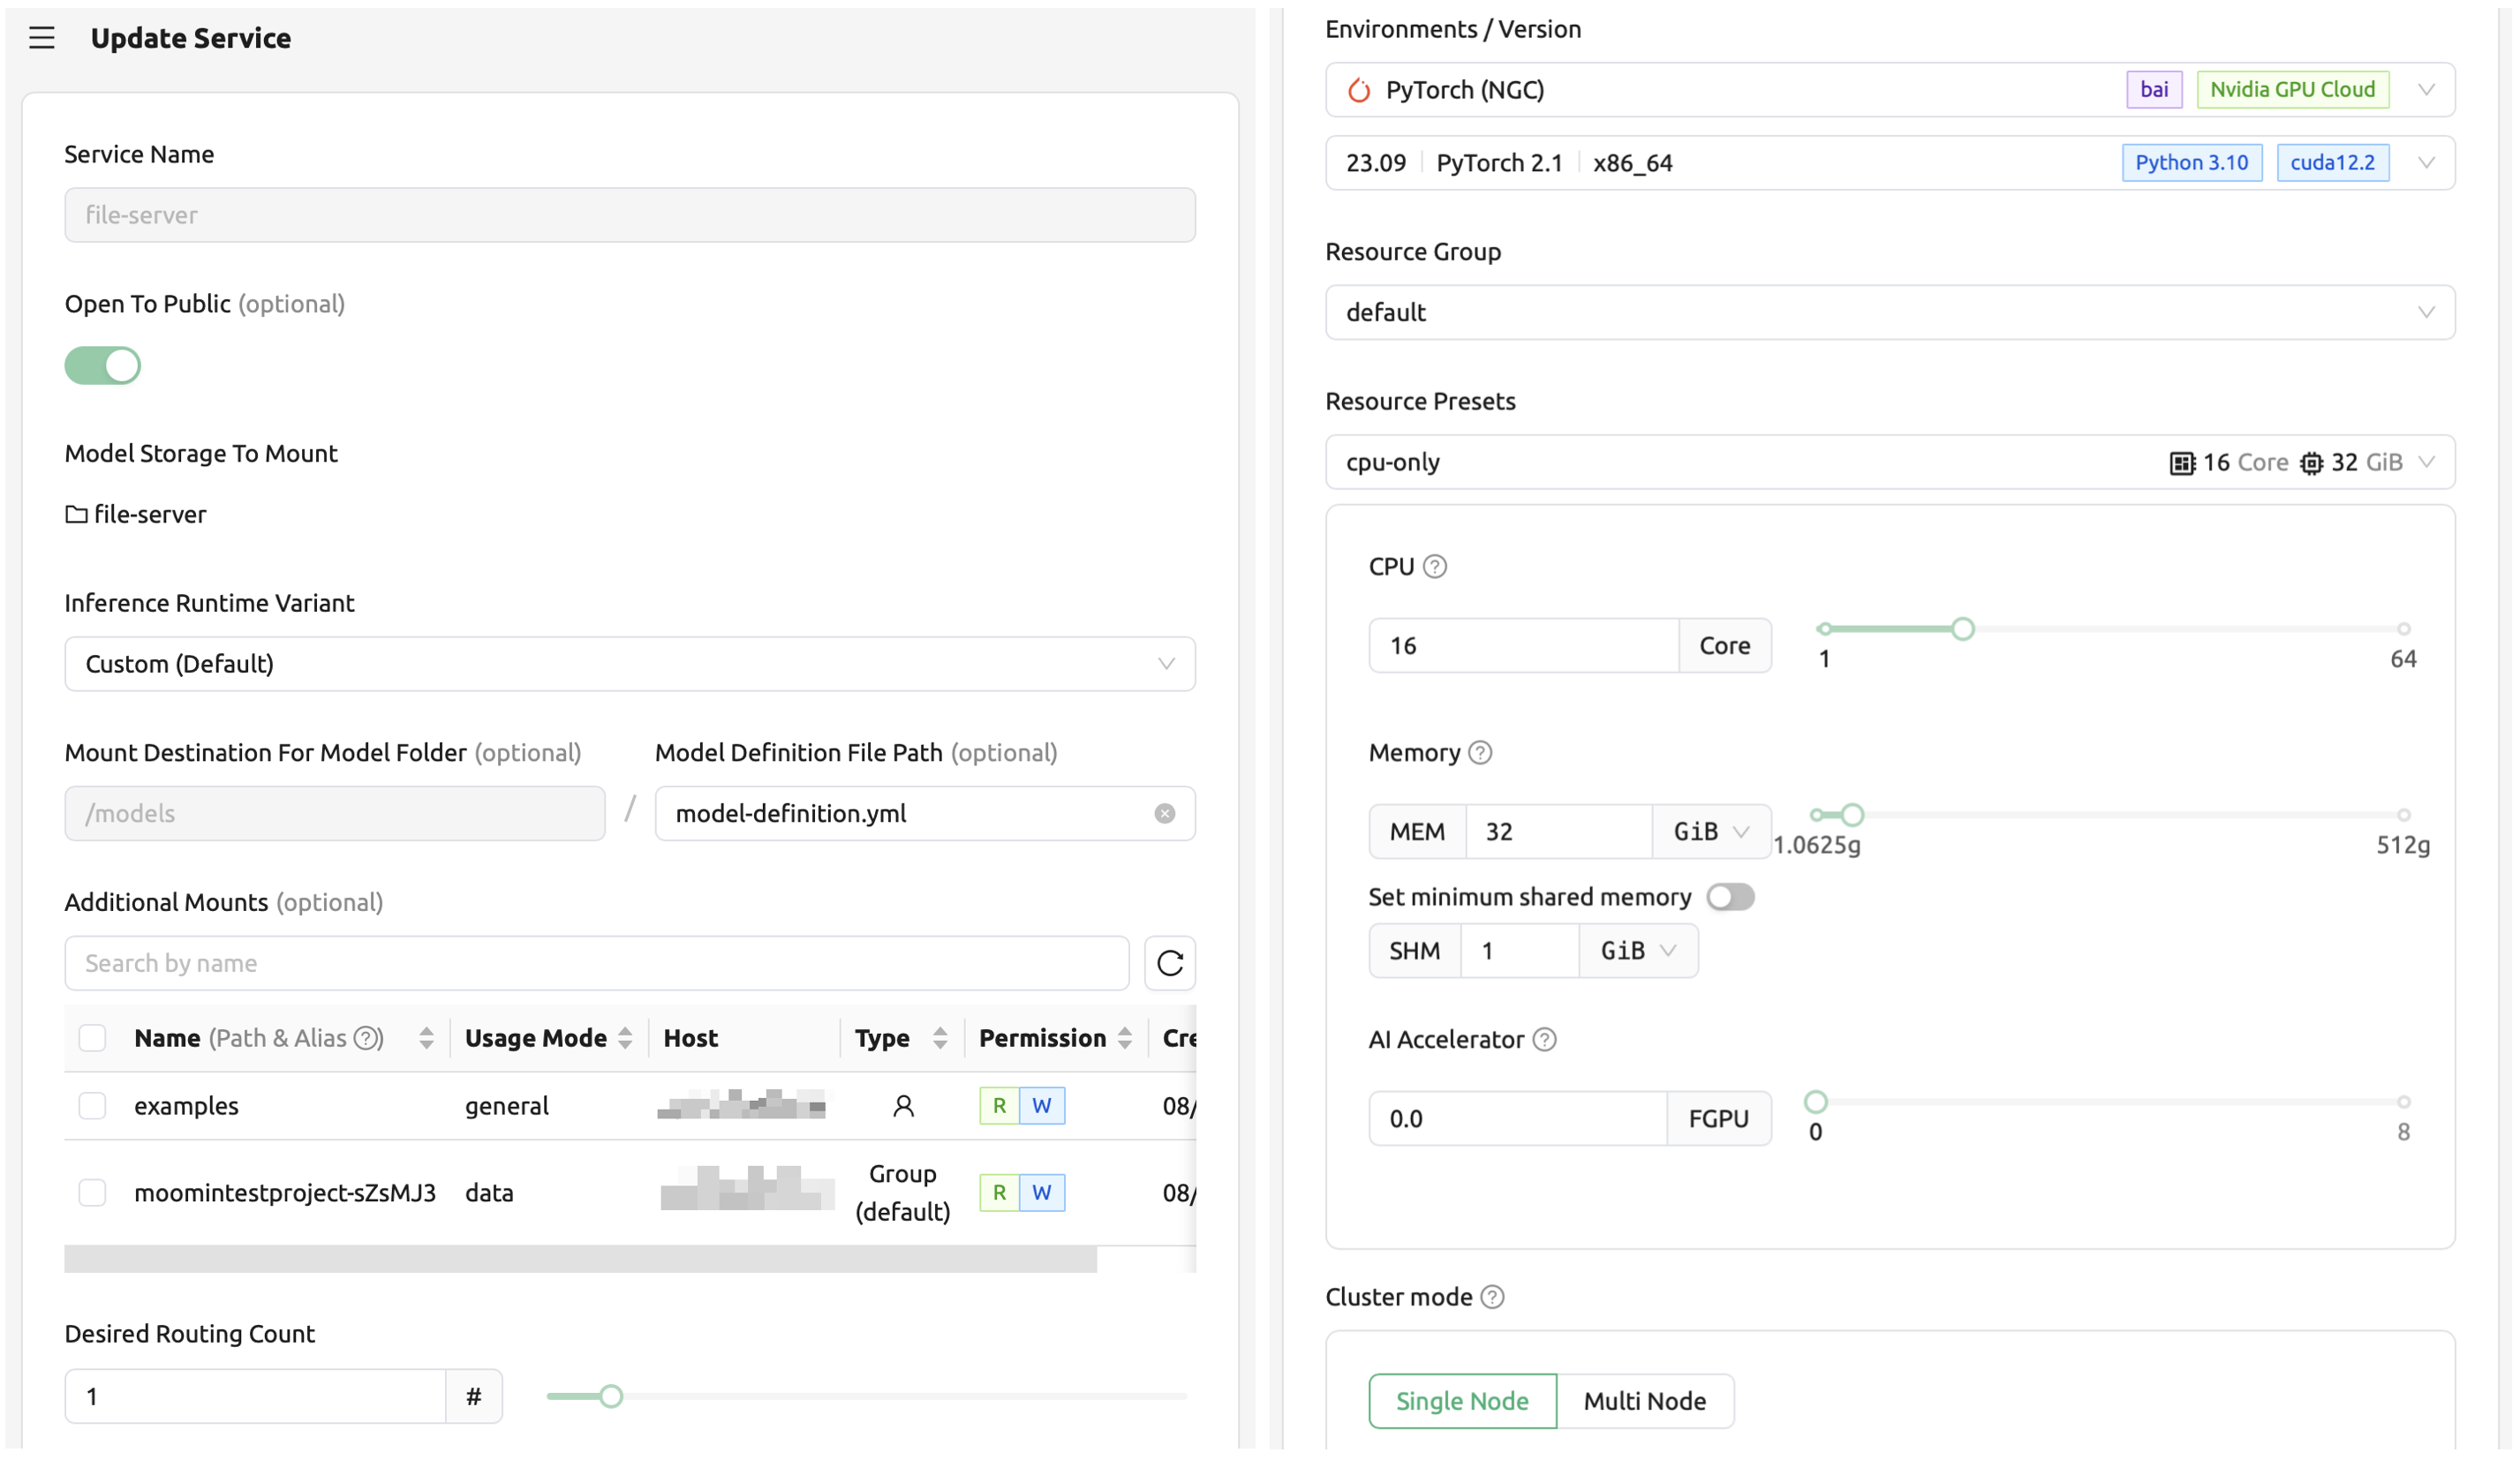 Update Service
Service Name
file-server
Open To Public (optional)
Model Storage To Mount
file-server
Inference Runtime Variant
Custom (Default)
Mount Destination For Model Folder (optional)
Model Definition File Path (optional)
/models
/
model-definition.yml
Additional Mounts (optional)
Search by name
Name (Path & Alias ?) Usage Mode Host Type Permission Cre
examples general R W 08/
moomintestproject-sZsMJ3 data Group (default) R W 08/
Desired Routing Count
1 #
Environments / Version
PyTorch (NGC) bai Nvidia GPU Cloud
23.09 PyTorch 2.1 x86_64 Python 3.10 cuda12.2
Resource Group
default
Resource Presets
cpu-only 16 Core 32 GiB
CPU ?
16 Core
1 64
Memory ?
MEM 32 GiB
1.0625g 512g
Set minimum shared memory
SHM 1 GiB
AI Accelerator ?
0.0 FGPU
0 8
Cluster mode ?
Single Node Multi Node